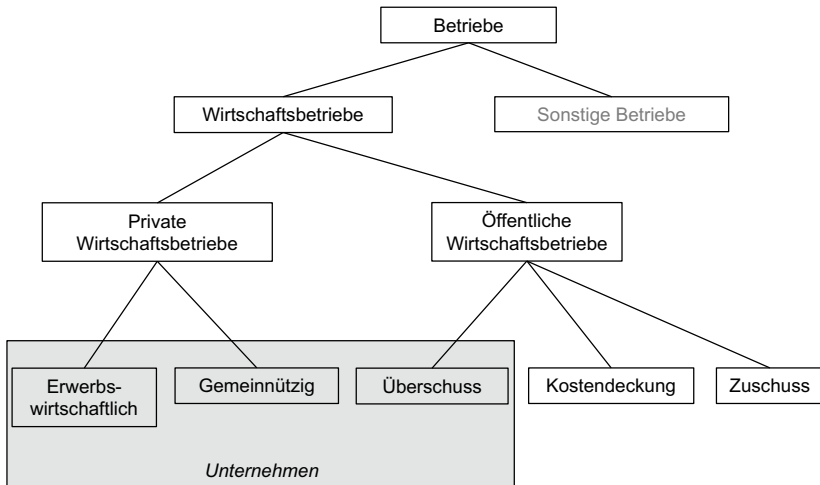 Betriebe
Wirtschaftsbetriebe
Sonstige Betriebe
Private
Wirtschaftsbetriebe
Öffentliche
Wirtschaftsbetriebe
Erwerbs-
wirtschaftlich
Gemeinnützig
Überschuss
Kostendeckung
Zuschuss
Unternehmen